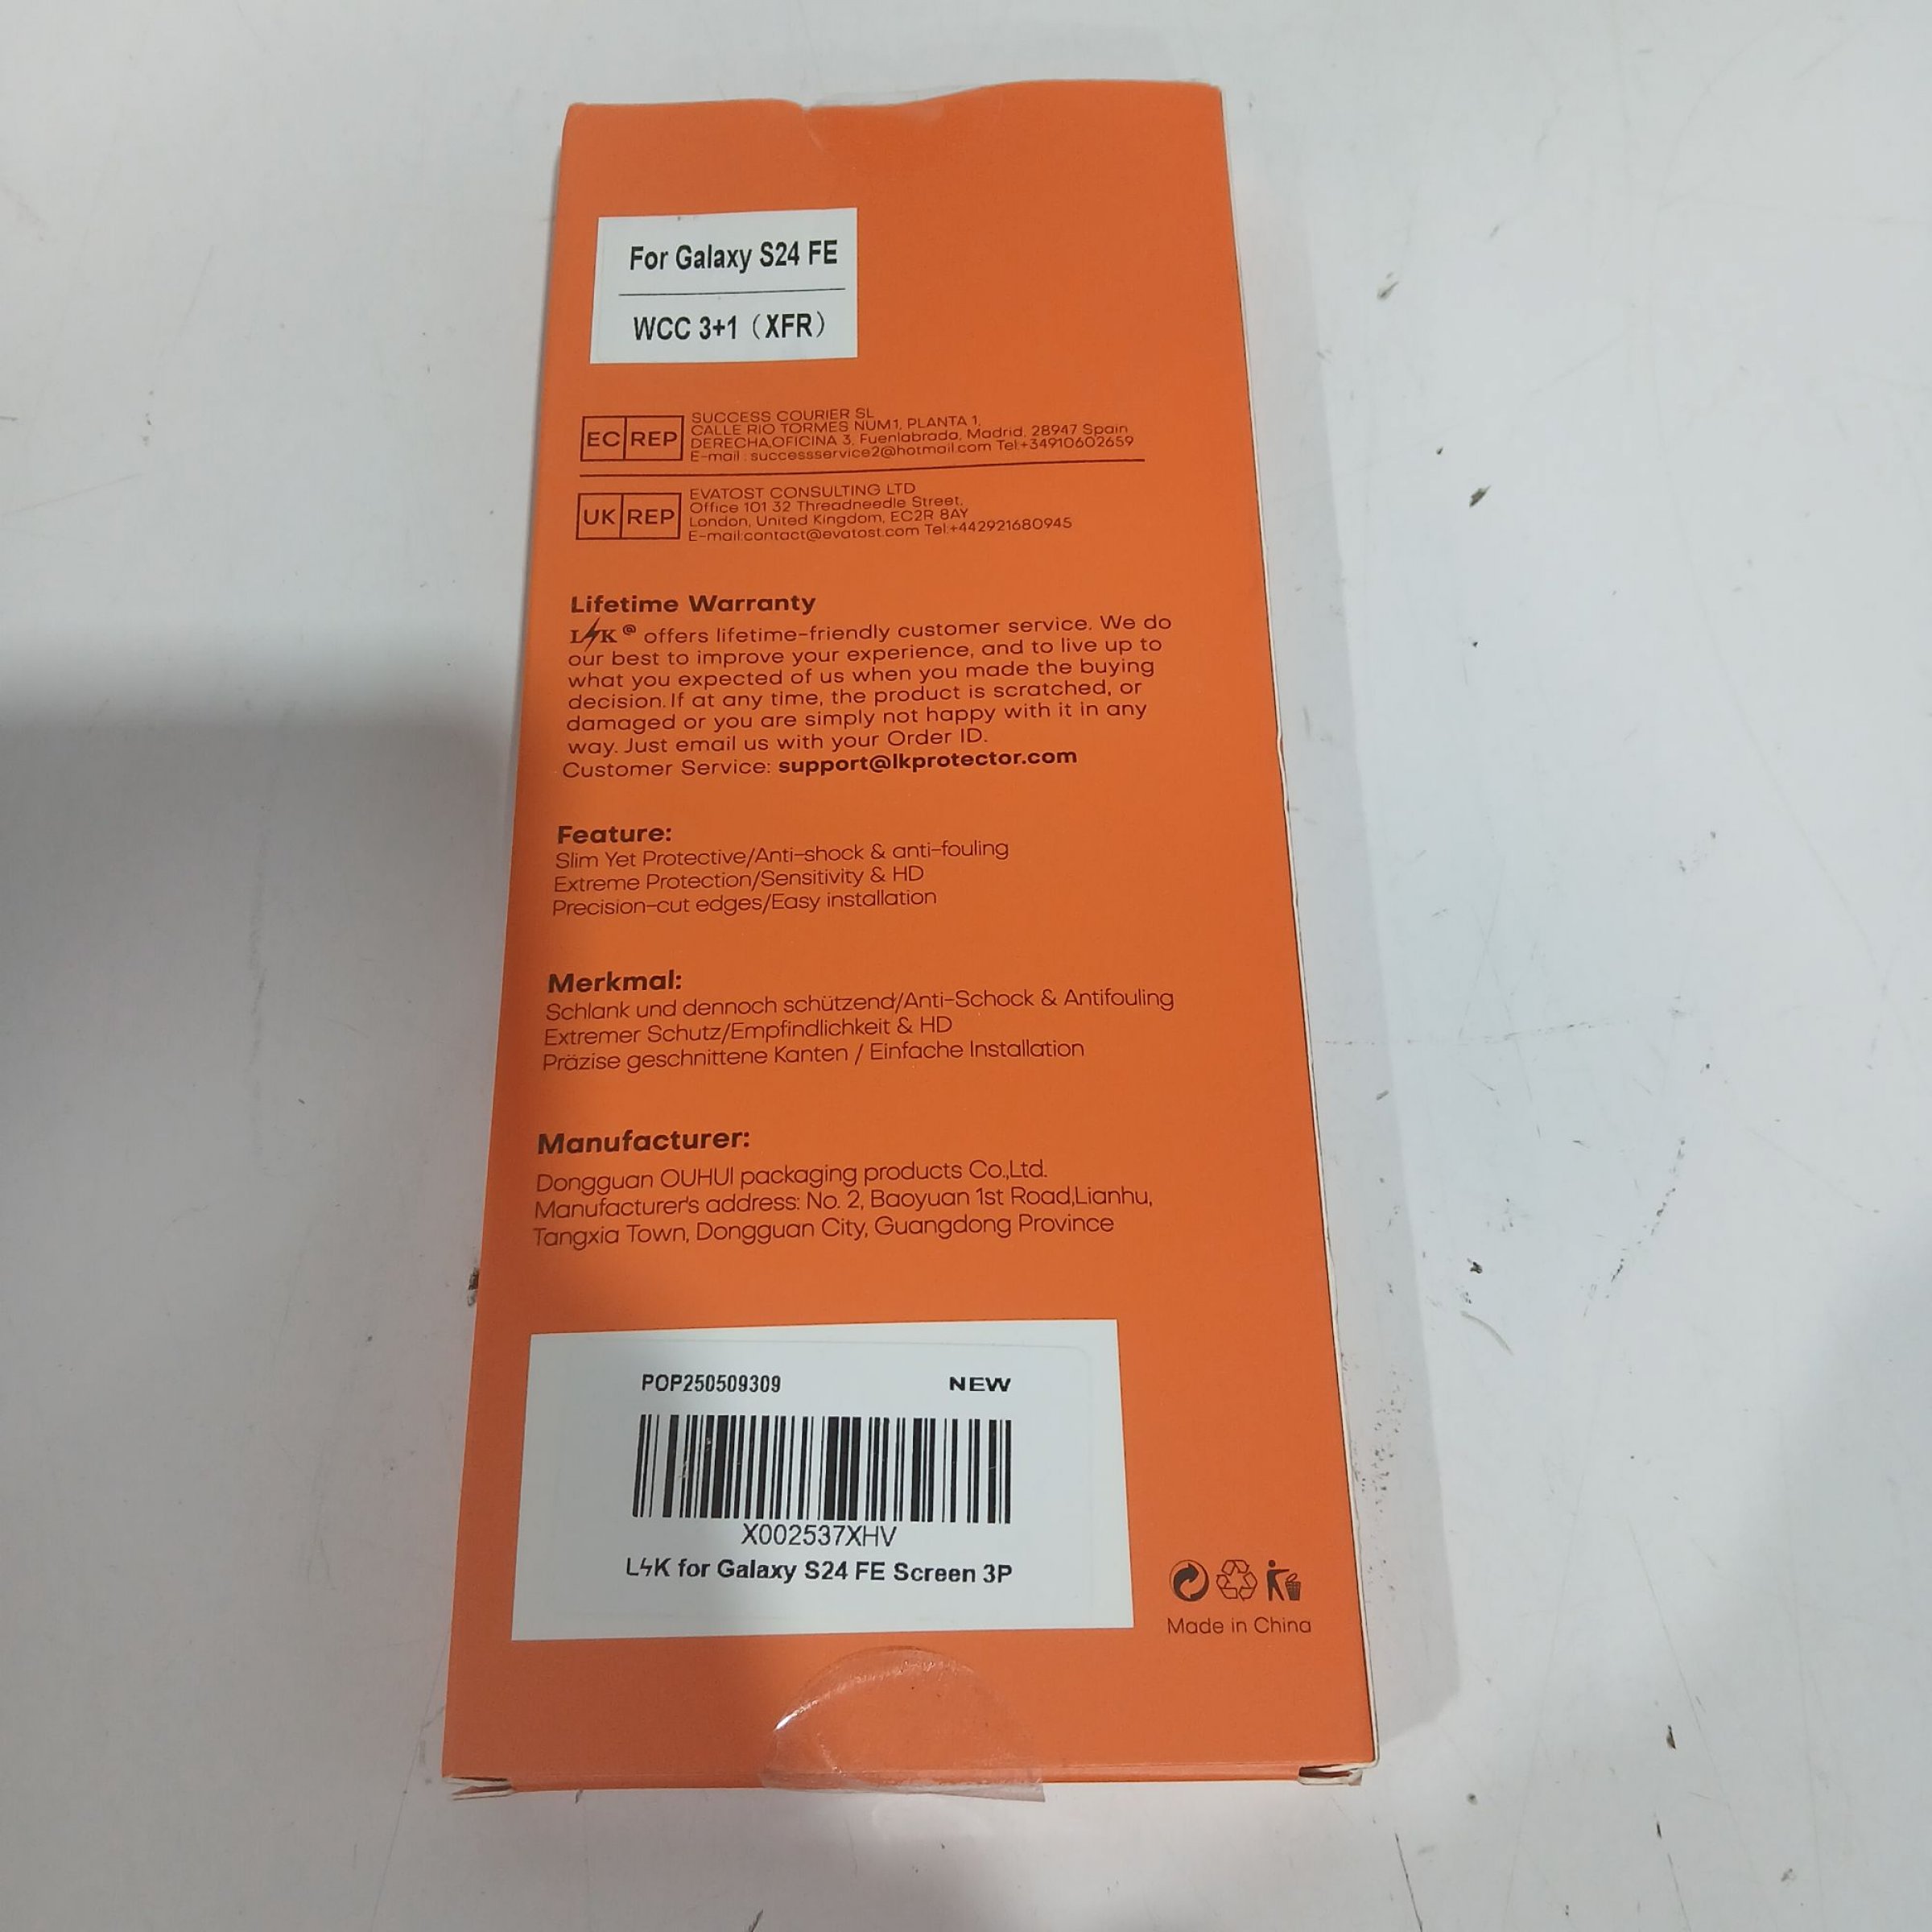 For Galaxy S24 FE
WCC 3+1（XFR）
EC REP
SUCCESS COURIER SL
CALLE RIO TORMES NUM1, PLANTA 1,
DERECHA,OFICINA 3, Fuenlabrada, Madrid, 28947 Spain
E-mail : successservice2@hotmail.com Tel:+34910602659
UK REP
EVATOST CONSULTING LTD
Office 101 32 Threadneedle Street,
London, United Kingdom, EC2R 8AY
E-mail:contact@evatost.com Tel:+442921680945
Lifetime Warranty
LϟK @ offers lifetime-friendly customer service. We do
our best to improve your experience, and to live up to
what you expected of us when you made the buying
decision. If at any time, the product is scratched, or
damaged or you are simply not happy with it in any
way. Just email us with your Order ID.
Customer Service: support@lkprotector.com
Feature:
Slim Yet Protective/Anti-shock & anti-fouling
Extreme Protection/Sensitivity & HD
Precision-cut edges/Easy installation
Merkmal:
Schlank und dennoch schützend/Anti-Schock & Antifouling
Extremer Schutz/Empfindlichkeit & HD
Präzise geschnittene Kanten / Einfache Installation
Manufacturer:
Dongguan OUHUI packaging products Co.,Ltd.
Manufacturer's address: No. 2, Baoyuan 1st Road,Lianhu,
Tangxia Town, Dongguan City, Guangdong Province
POP250509309 NEW
X002537XHV
LϟK for Galaxy S24 FE Screen 3P
Made in China